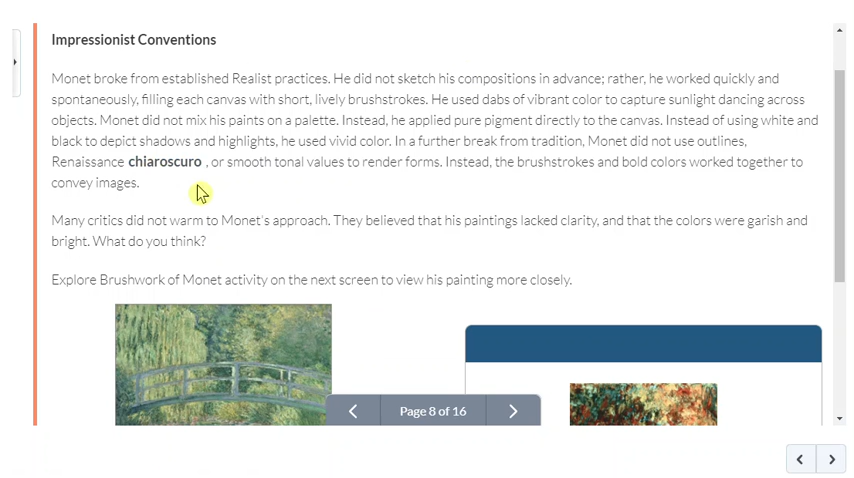 Impressionist Conventions
Monet broke from established Realist practices. He did not sketch his compositions in advance; rather, he worked quickly and
spontaneously, filling each canvas with short, lively brushstrokes. He used dabs of vibrant color to capture sunlight dancing across
objects. Monet did not mix his paints on a palette. Instead, he applied pure pigment directly to the canvas. Instead of using white and
black to depict shadows and highlights, he used vivid color. In a further break from tradition, Monet did not use outlines,
Renaissance chiaroscuro , or smooth tonal values to render forms. Instead, the brushstrokes and bold colors worked together to
convey images.
Many critics did not warm to Monet's approach. They believed that his paintings lacked clarity, and that the colors were garish and
bright. What do you think?
Explore Brushwork of Monet activity on the next screen to view his painting more closely.
Page 8 of 16